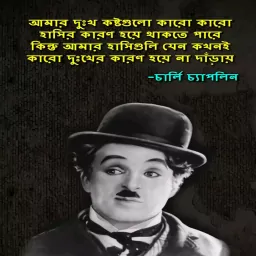 আমার দুঃখ কষ্টগুলো কারো কারো
হাসির কারণ হয়ে থাকতে পারে
কিন্তু আমার হাসিগুলি যেন কখনই
কারো দুঃখের কারণ হয়ে না দাঁড়ায়
-চার্লি চ্যাপলিন